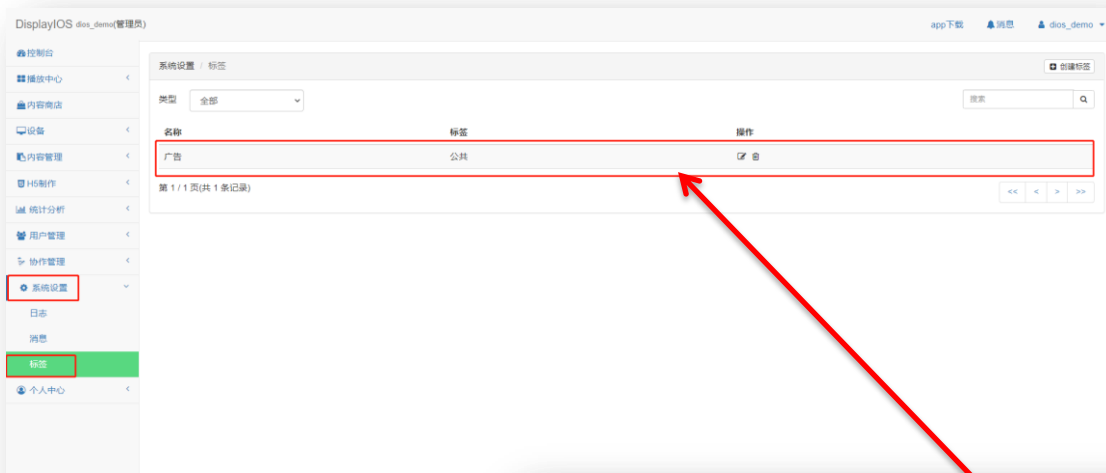 DisplayIOS dios_demo(管理员)
app下载
消息
dios_demo
控制台
播放中心
内容商店
设备
内容管理
H5制作
统计分析
用户管理
协作管理
系统设置
日志
消息
标签
个人中心
系统设置 / 标签
创建标签
类型 全部
搜索
名称 标签 操作
广告 公共
第 1 / 1 页(共 1 条记录)
<< < > >>